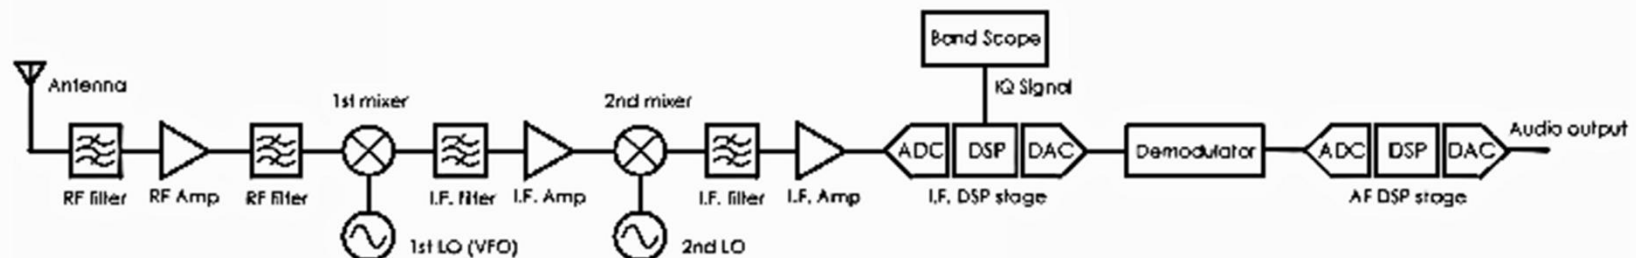 Band Scope
IQ Signal
Antenna
1st mixer
2nd mixer
Audio output
ADC
DSP
DAC
Demodulator
ADC
DSP
DAC
RF filter
RF Amp
RF filter
I.F. filter
I.F. Amp
I.F. filter
I.F. Amp
I.F. DSP stage
AF DSP stage
1st LO (VFO)
2nd LO